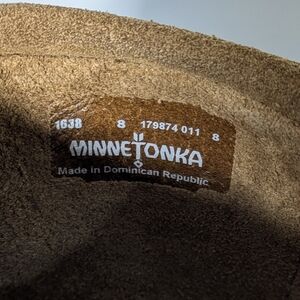 1638 8 179874 011 8
MINNETONKA
Made in Dominican Republic